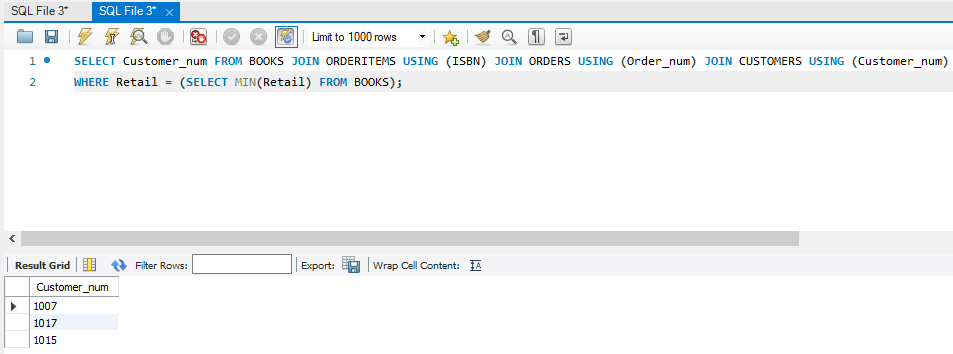 SQL File 3* SQL File 3* ×
Limit to 1000 rows
1 SELECT Customer_num FROM BOOKS JOIN ORDERITEMS USING (ISBN) JOIN ORDERS USING (Order_num) JOIN CUSTOMERS USING (Customer_num)
2 WHERE Retail = (SELECT MIN(Retail) FROM BOOKS);
Result Grid Filter Rows: Export: Wrap Cell Content: IA
Customer_num
1007
1017
1015